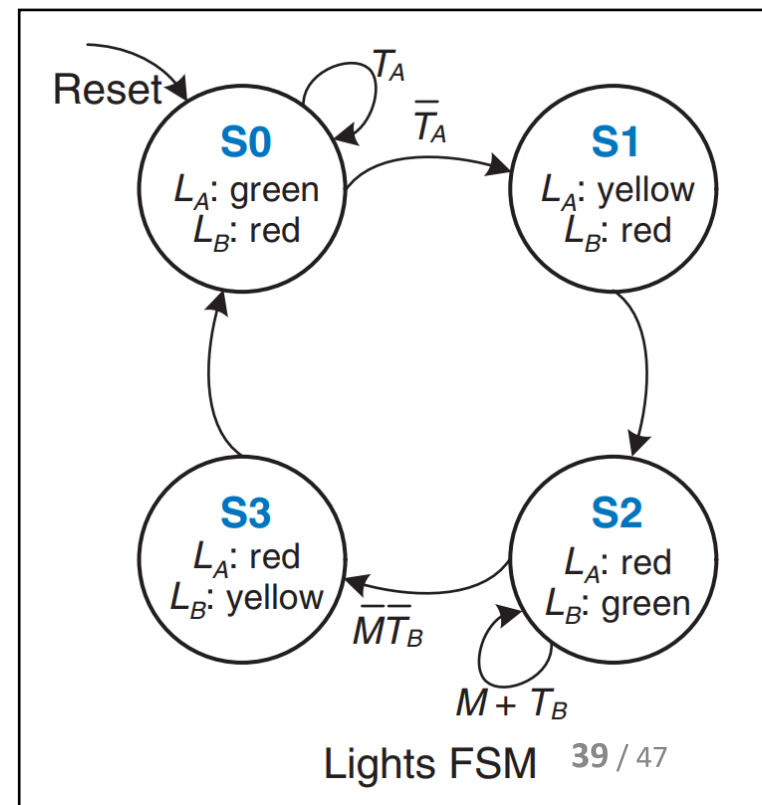 Reset
T_A
T̅_A
S0
L_A: green
L_B: red
S1
L_A: yellow
L_B: red
S3
L_A: red
L_B: yellow
S2
L_A: red
L_B: green
M̅T̅_B
M + T_B
Lights FSM 39 / 47